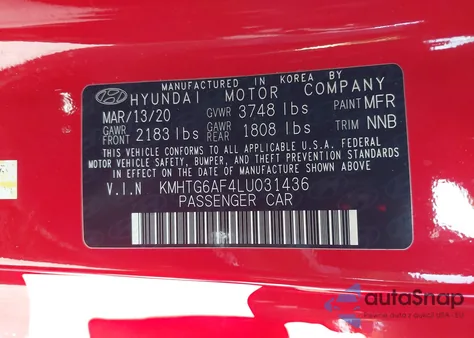 MANUFACTURED IN KOREA BY
HYUNDAI MOTOR COMPANY
MAR/13/20 GVWR 3748 lbs PAINT MFR
GAWR FRONT 2183 lbs GAWR REAR 1808 lbs TRIM NNB
THIS VEHICLE CONFORMS TO ALL APPLICABLE U.S.A. FEDERAL
MOTOR VEHICLE SAFETY, BUMPER, AND THEFT PREVENTION
STANDARDS IN EFFECT ON THE DATE OF MANUFACTURE
SHOWN ABOVE.
V.I.N KMHTG6AF4LU031436
PASSENGER CAR
autoSnap